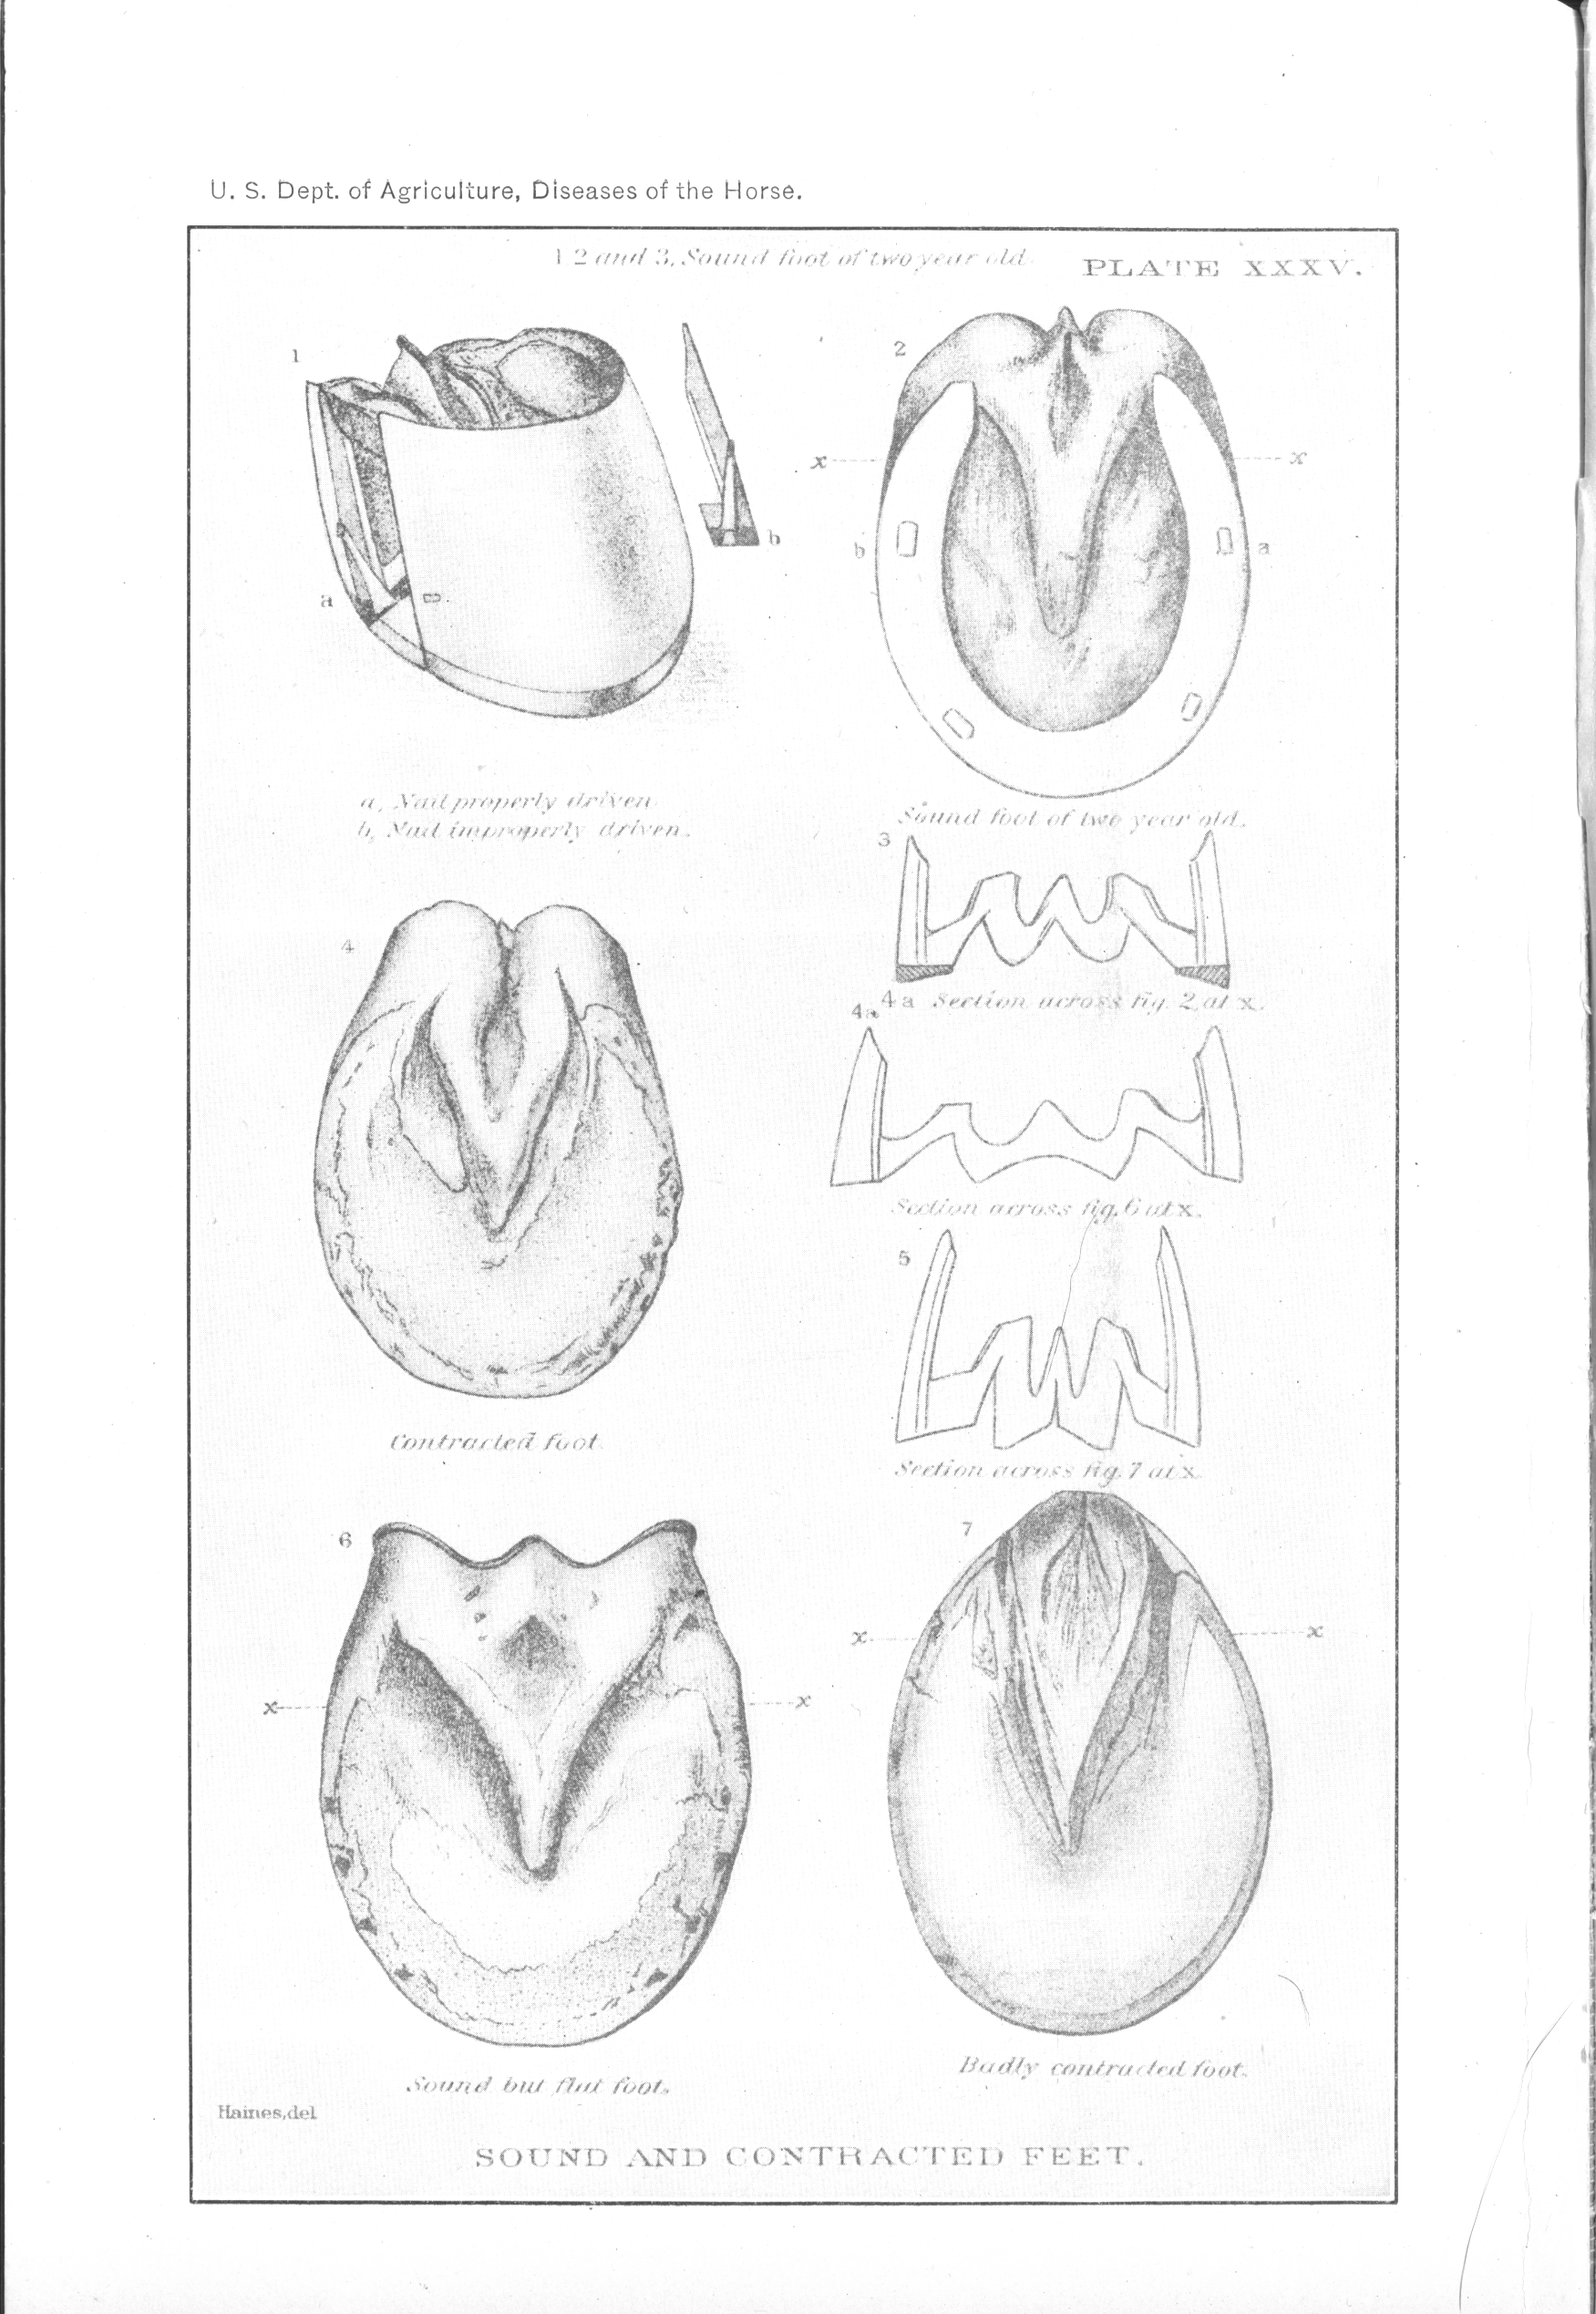 U. S. Dept. of Agriculture, Diseases of the Horse.
1 2 and 3, Sound foot of two year old.
PLATE XXXV.
1
2
x
x
b
b
a
a
a, Nail properly driven
b, Nail improperly driven.
Sound foot of two year old.
3
4
4a Section across fig. 2, at x.
4a
Section across fig. 6 at x.
5
Contracted foot.
Section across fig. 7 at x.
6
7
x
x
x
x
Badly contracted foot.
Sound but flat foot.
Haines, del
SOUND AND CONTRACTED FEET.